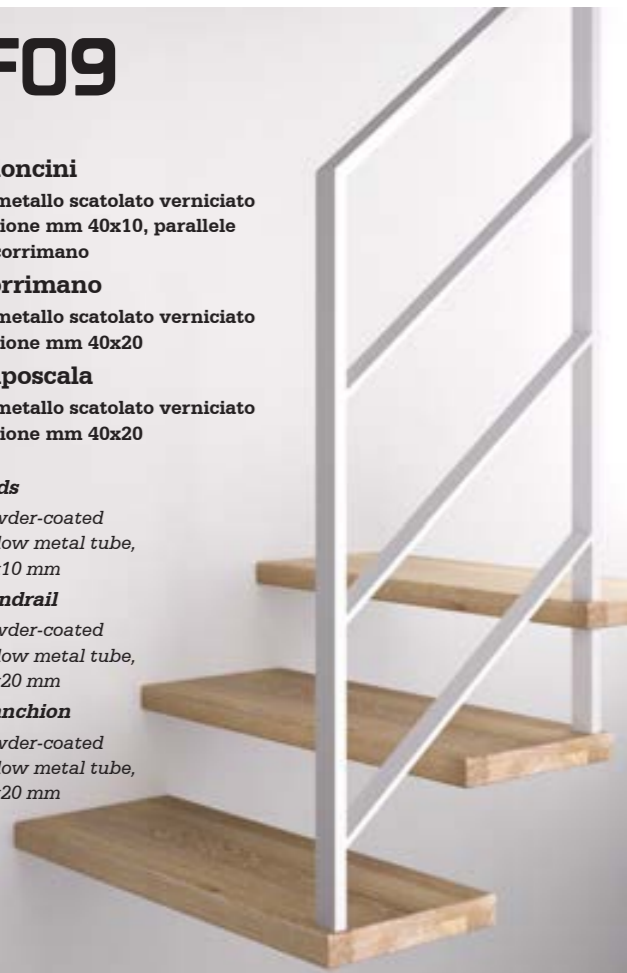 F09
oncini
metallo scatolato verniciato
ione mm 40x10, parallele
corrimano
orrimano
metallo scatolato verniciato
ione mm 40x20
poscala
metallo scatolato verniciato
ione mm 40x20
ds
wder-coated
low metal tube,
10 mm
ndrail
wder-coated
low metal tube,
20 mm
anchion
wder-coated
low metal tube,
20 mm